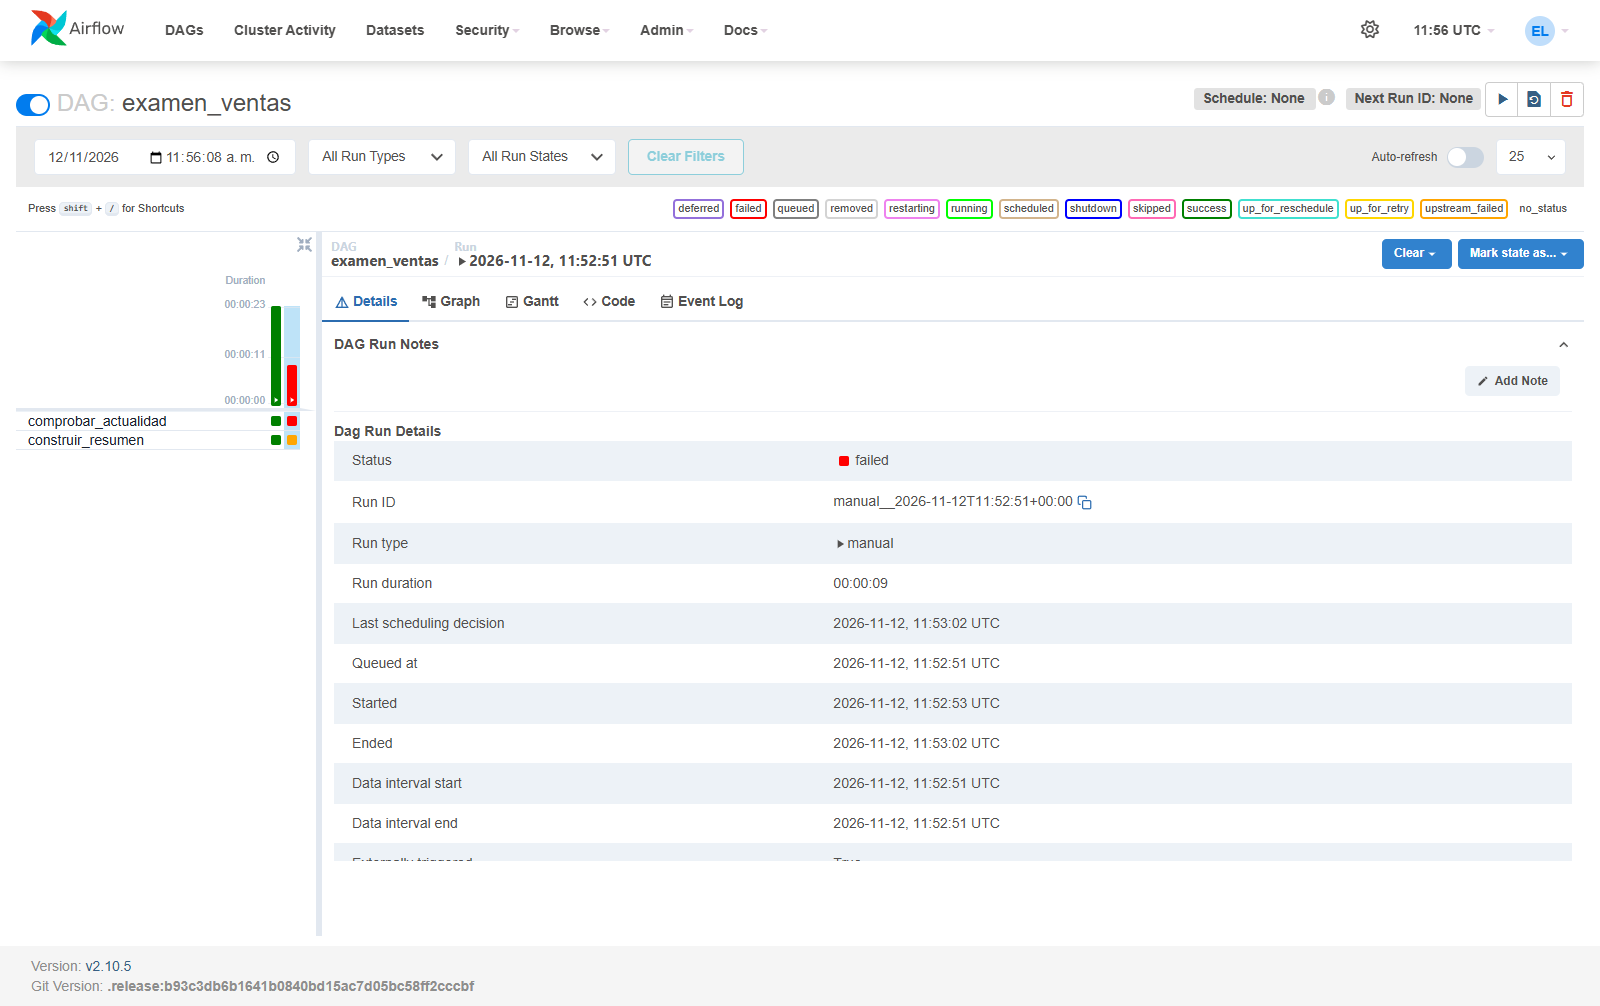 Airflow DAGs Cluster Activity Datasets Security Browse Admin Docs 11:56 UTC EL
DAG: examen_ventas Schedule: None Next Run ID: None
12/11/2026 11:56:08 a. m. All Run Types All Run States Clear Filters Auto-refresh 25
Press shift + / for Shortcuts deferred failed queued removed restarting running scheduled shutdown skipped success up_for_reschedule up_for_retry upstream_failed no_status
Duration
00:00:23
00:00:11
00:00:00
comprobar_actualidad
construir_resumen
DAG Run
examen_ventas / 2026-11-12, 11:52:51 UTC Clear Mark state as...
Details Graph Gantt Code Event Log
DAG Run Notes
Add Note
Dag Run Details
Status failed
Run ID manual__2026-11-12T11:52:51+00:00
Run type manual
Run duration 00:00:09
Last scheduling decision 2026-11-12, 11:53:02 UTC
Queued at 2026-11-12, 11:52:51 UTC
Started 2026-11-12, 11:52:53 UTC
Ended 2026-11-12, 11:53:02 UTC
Data interval start 2026-11-12, 11:52:51 UTC
Data interval end 2026-11-12, 11:52:51 UTC
Externally triggered True
Version: v2.10.5
Git Version: .release:b93c3db6b1641b0840bd15ac7d05bc58ff2cccbf